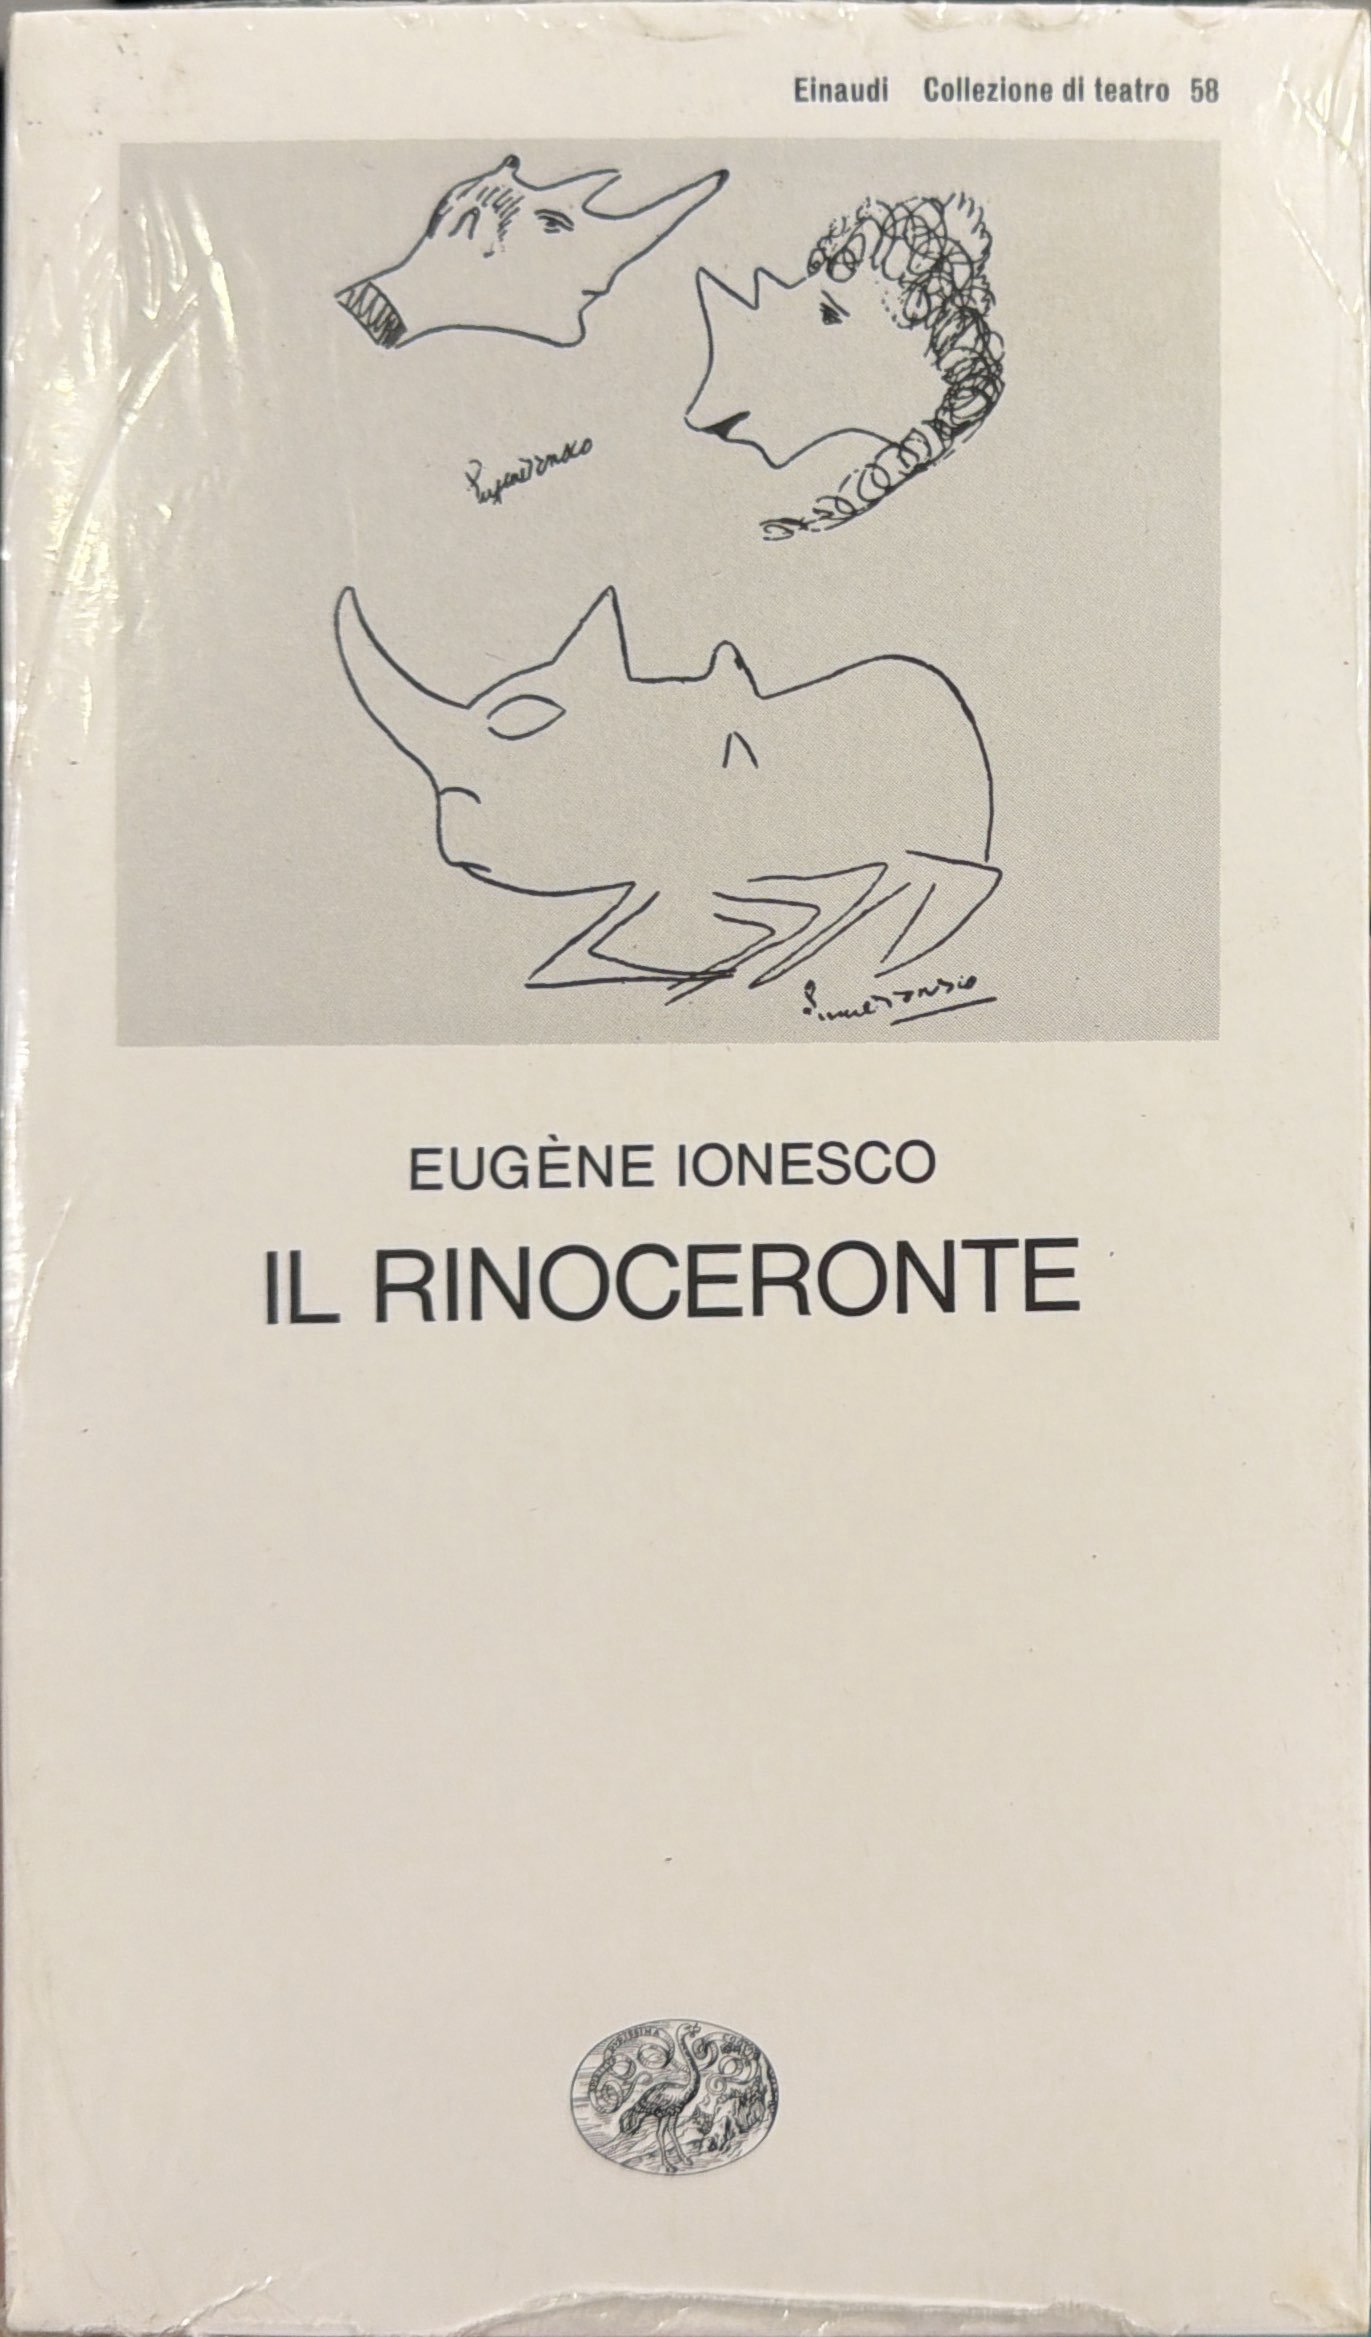 Einaudi Collezione di teatro 58
EUGÈNE IONESCO
IL RINOCERONTE